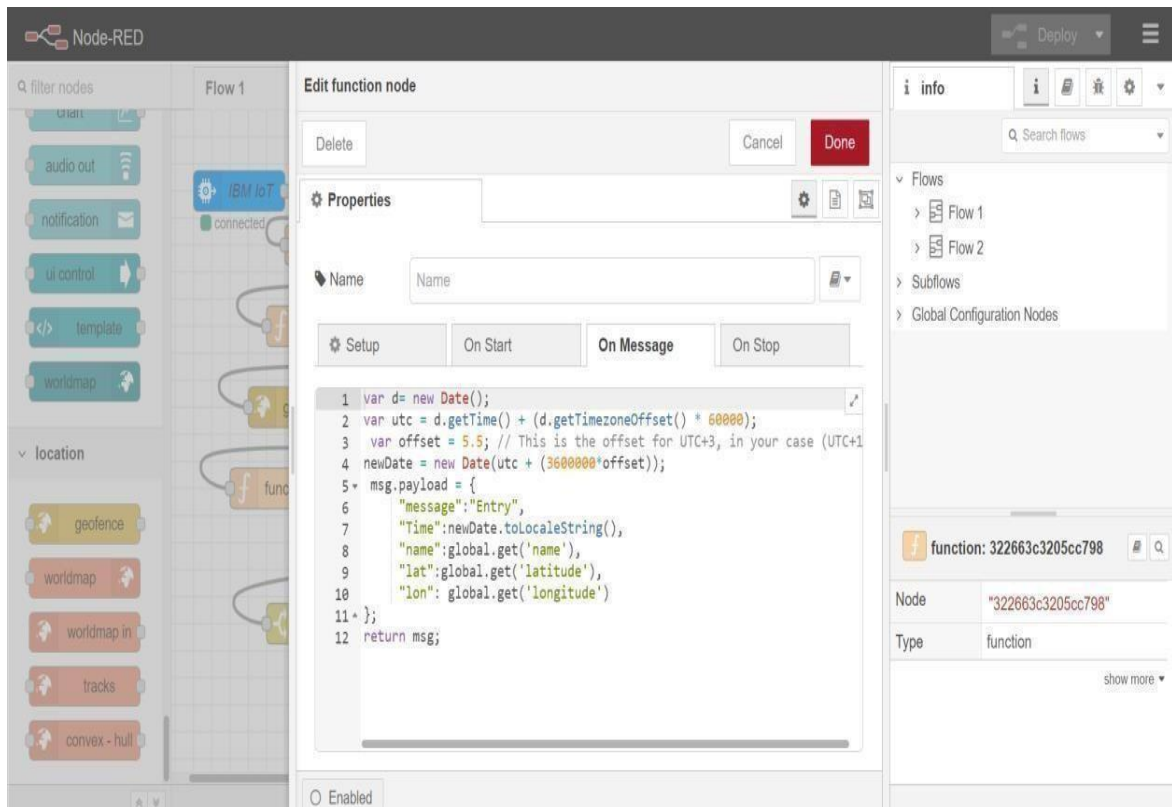 Node-RED
Deploy
filter nodes
Flow 1
chart
audio out
notification
ui control
template
worldmap
location
geofence
worldmap
worldmap in
tracks
convex - hull
IBM IoT
connected
g
func
Edit function node
Delete
Cancel
Done
Properties
Name
Name
Setup
On Start
On Message
On Stop
1 var d= new Date();
2 var utc = d.getTime() + (d.getTimezoneOffset() * 60000);
3 var offset = 5.5; // This is the offset for UTC+3, in your case (UTC+1
4 newDate = new Date(utc + (3600000*offset));
5 msg.payload = {
6 "message":"Entry",
7 "Time":newDate.toLocaleString(),
8 "name":global.get('name'),
9 "lat":global.get('latitude'),
10 "lon": global.get('longitude')
11 };
12 return msg;
Enabled
i info
i
Search flows
Flows
Flow 1
Flow 2
Subflows
Global Configuration Nodes
function: 322663c3205cc798
Node "322663c3205cc798"
Type function
show more